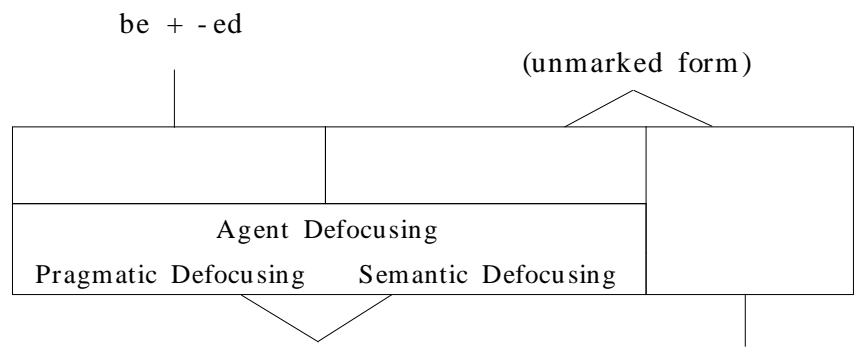 be + -ed
(unmarked form)
Agent Defocusing
Pragmatic Defocusing Semantic Defocusing